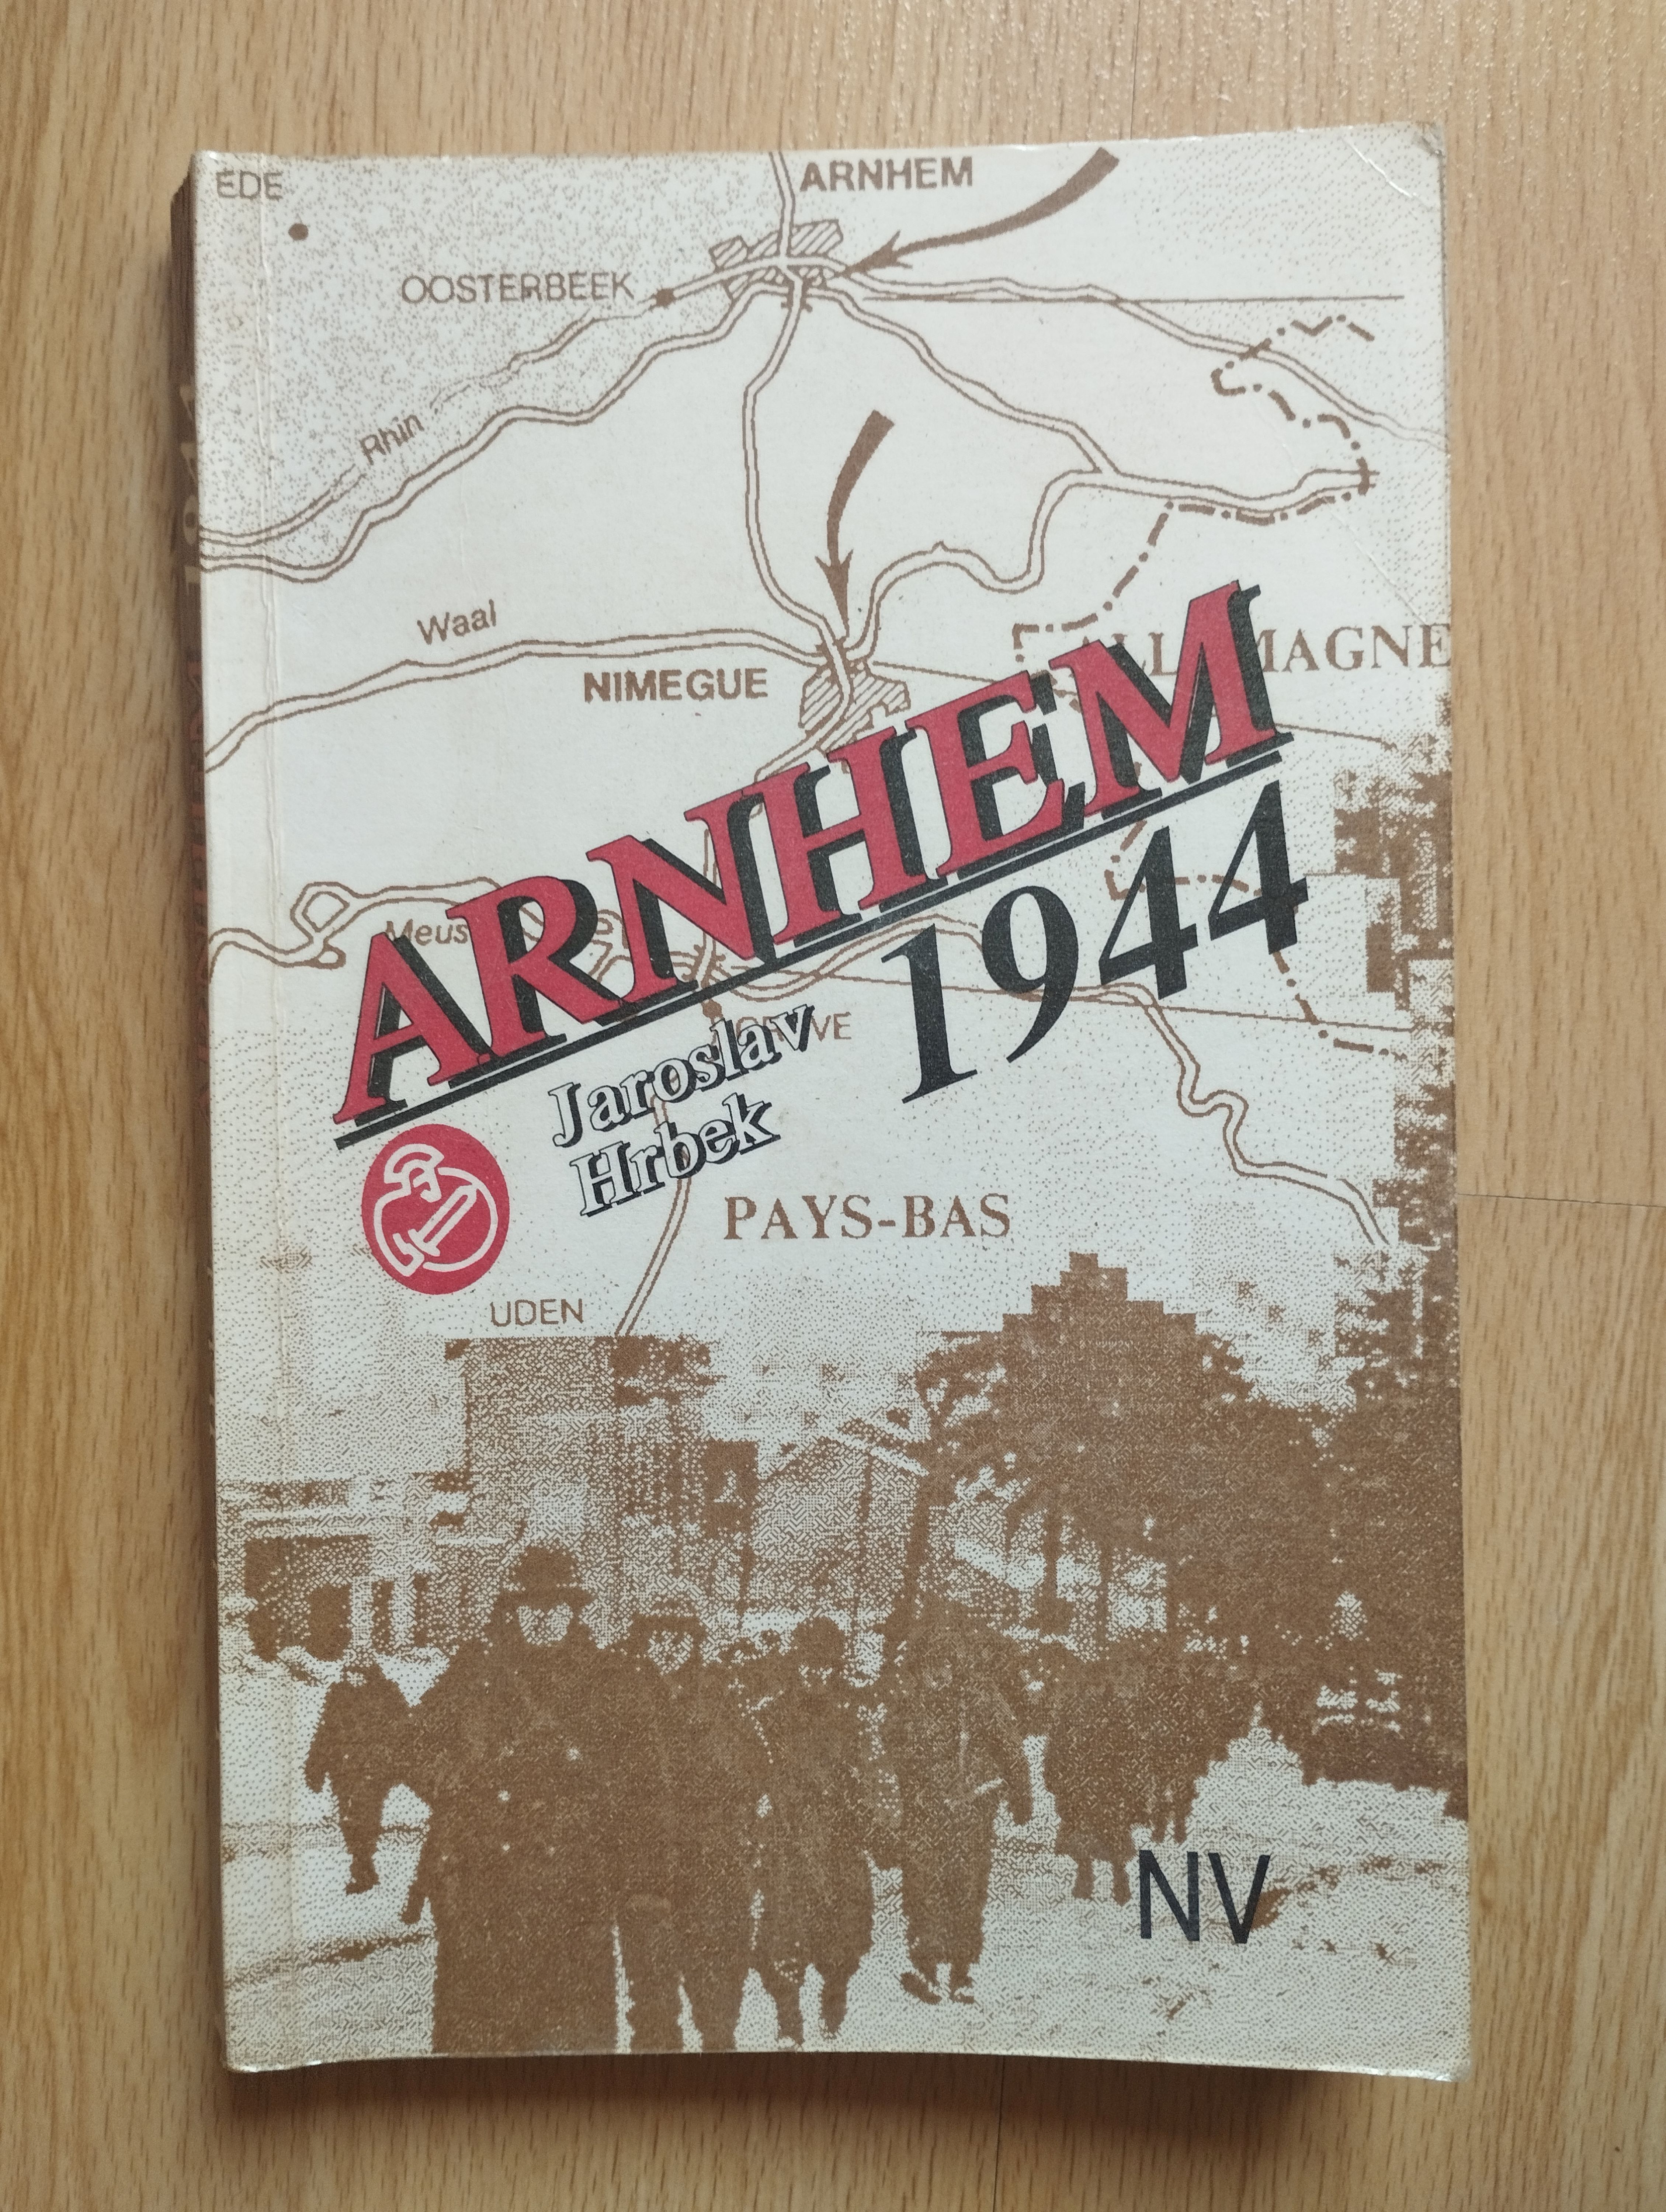 EDE
ARNHEM
OOSTERBEEK
Rhin
Waal
NIMEGUE
ARNHEM
1944
Jaroslav
Hrbek
PAYS-BAS
UDEN
NV